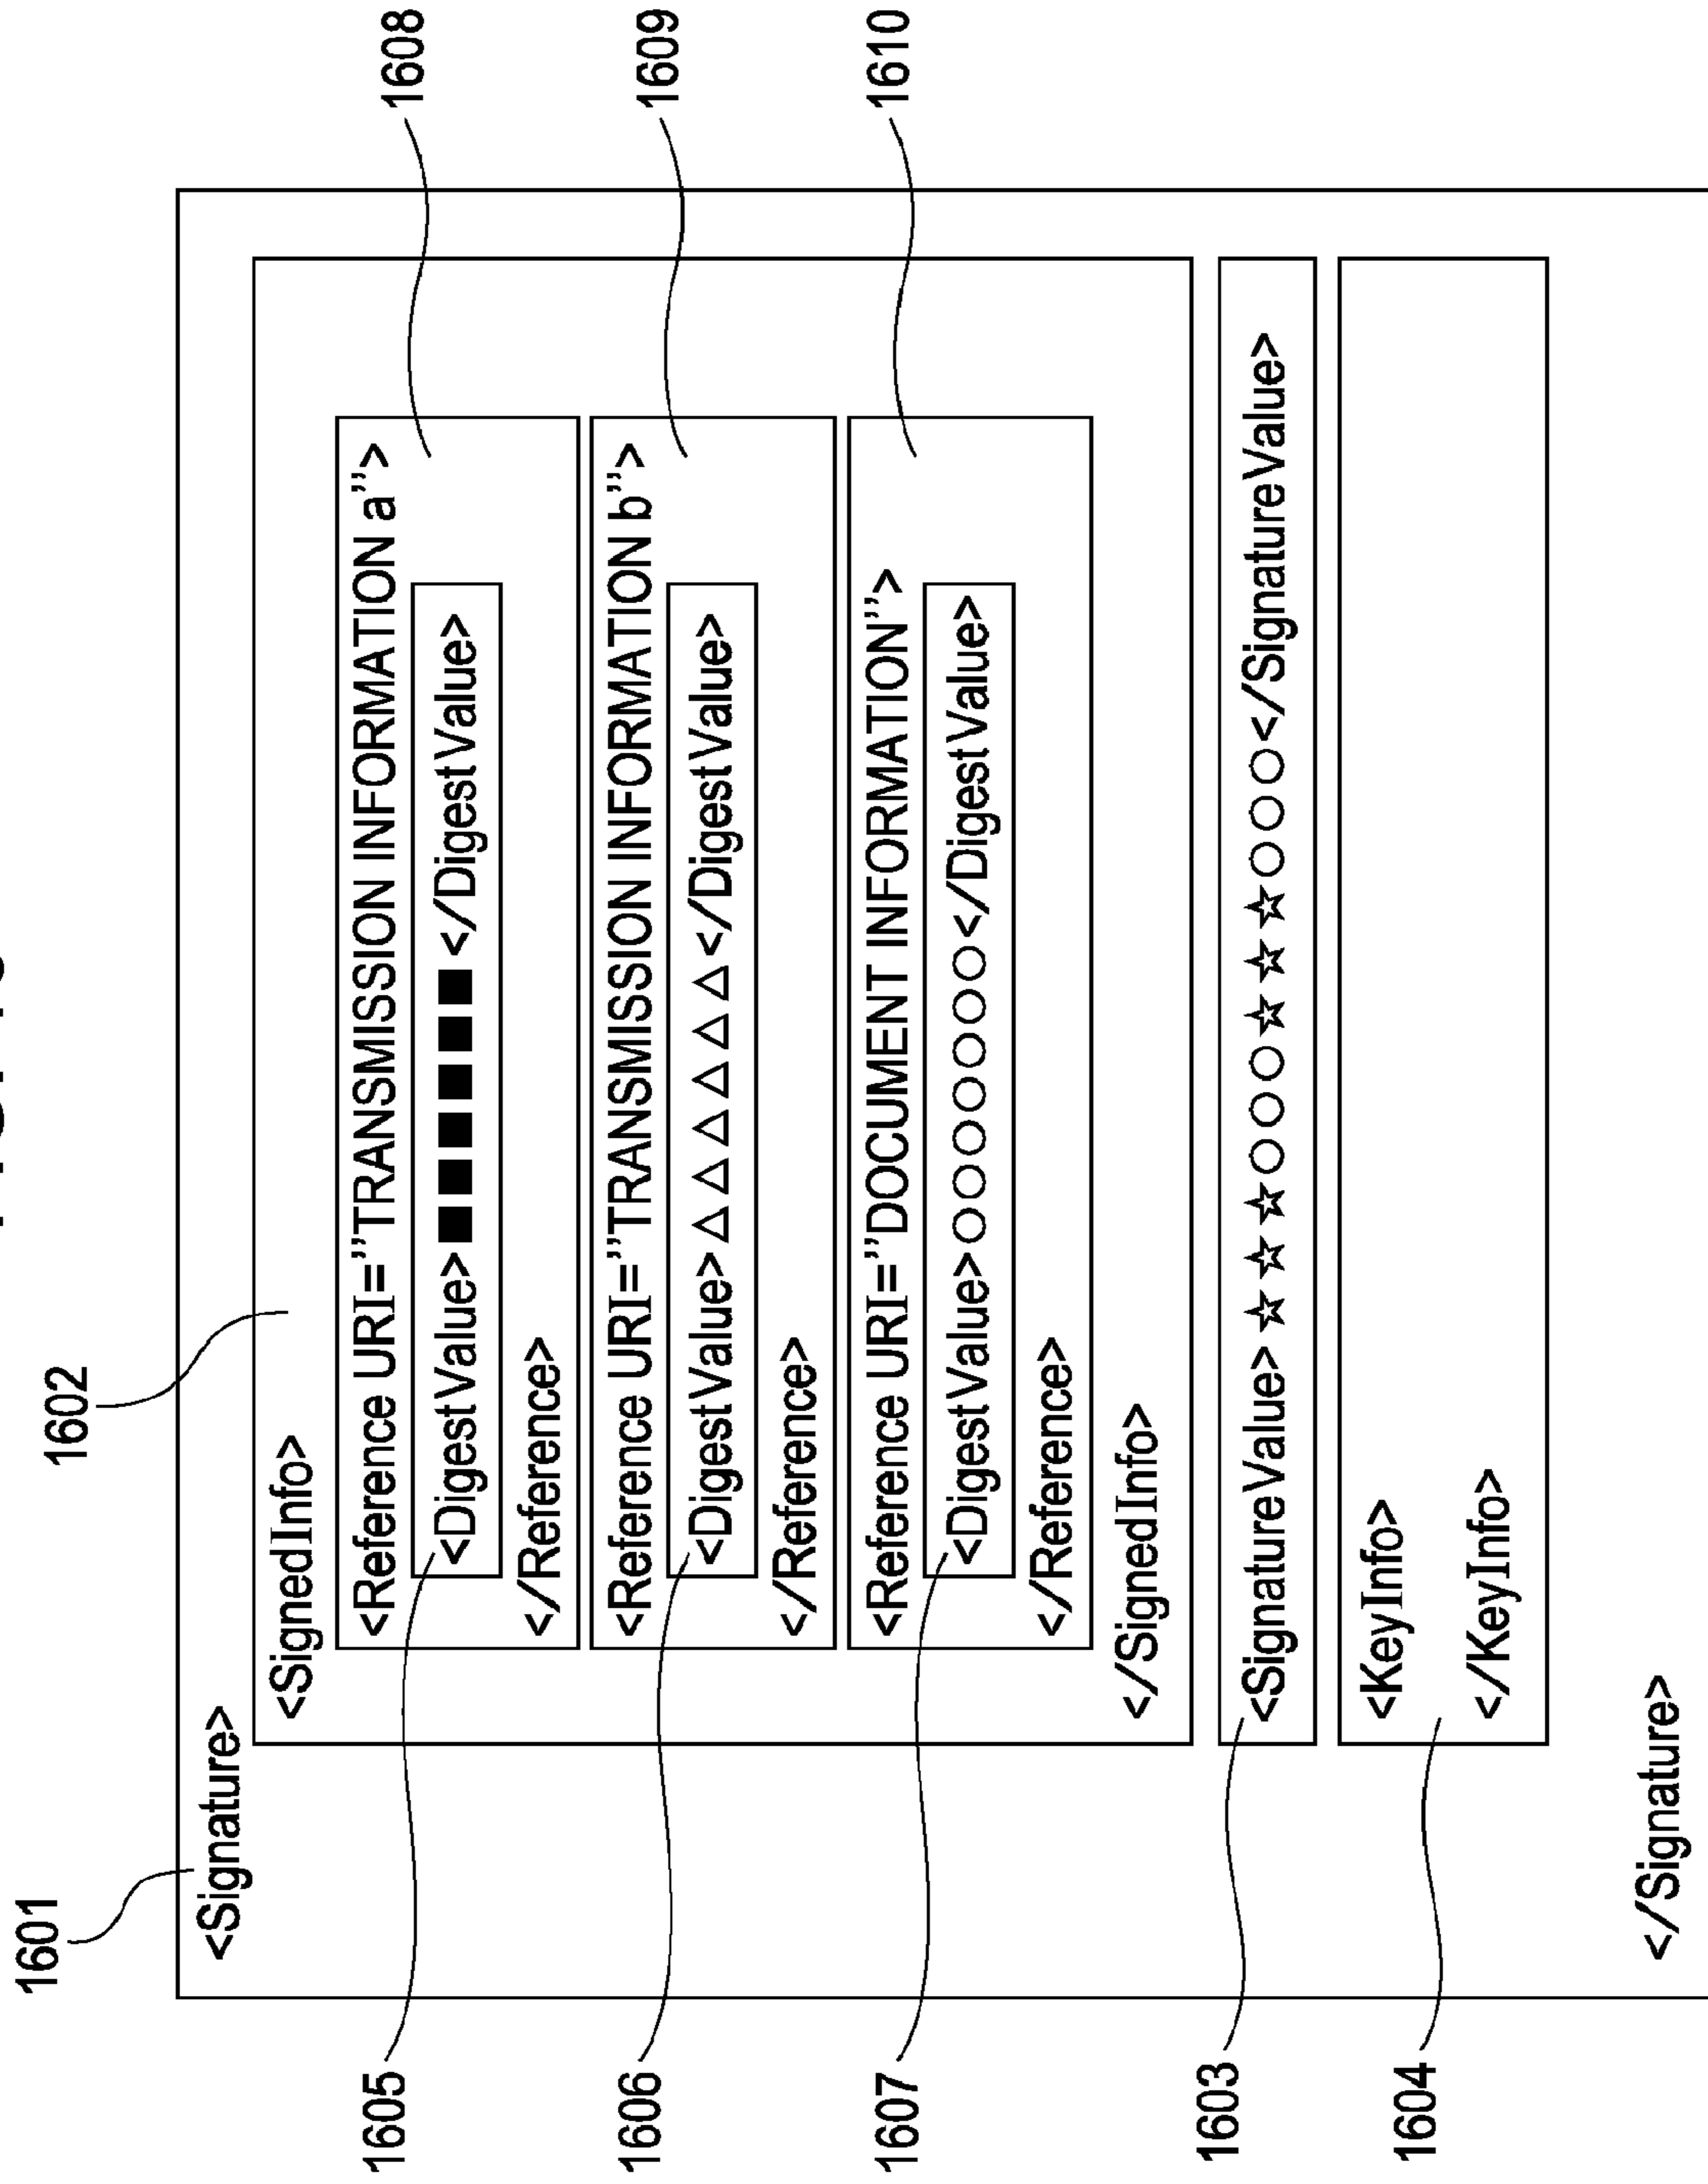 1601
1602
<Signature>
<SignedInfo>
1608
<Reference URI=”TRANSMISSION INFORMATION a”>
1605
<DigestValue>■■■■■■</DigestValue>
</Reference>
1609
<Reference URI=”TRANSMISSION INFORMATION b”>
1606
<DigestValue>△△△△△△</DigestValue>
</Reference>
1610
<Reference URI=”DOCUMENT INFORMATION”>
1607
<DigestValue>○○○○○○○</DigestValue>
</Reference>
</SignedInfo>
1603
<SignatureValue>☆☆☆○○○☆☆☆○○○</SignatureValue>
<KeyInfo>
1604
</KeyInfo>
</Signature>